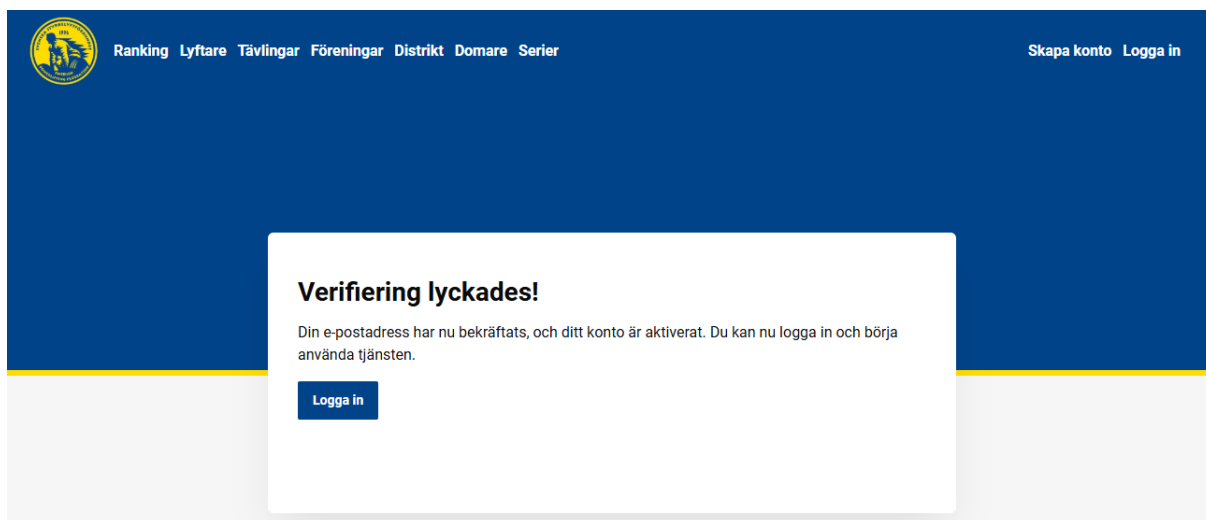 Ranking Lyftare Tävlingar Föreningar Distrikt Domare Serier
Skapa konto Logga in
Verifiering lyckades!
Din e-postadress har nu bekräftats, och ditt konto är aktiverat. Du kan nu logga in och börja
använda tjänsten.
Logga in